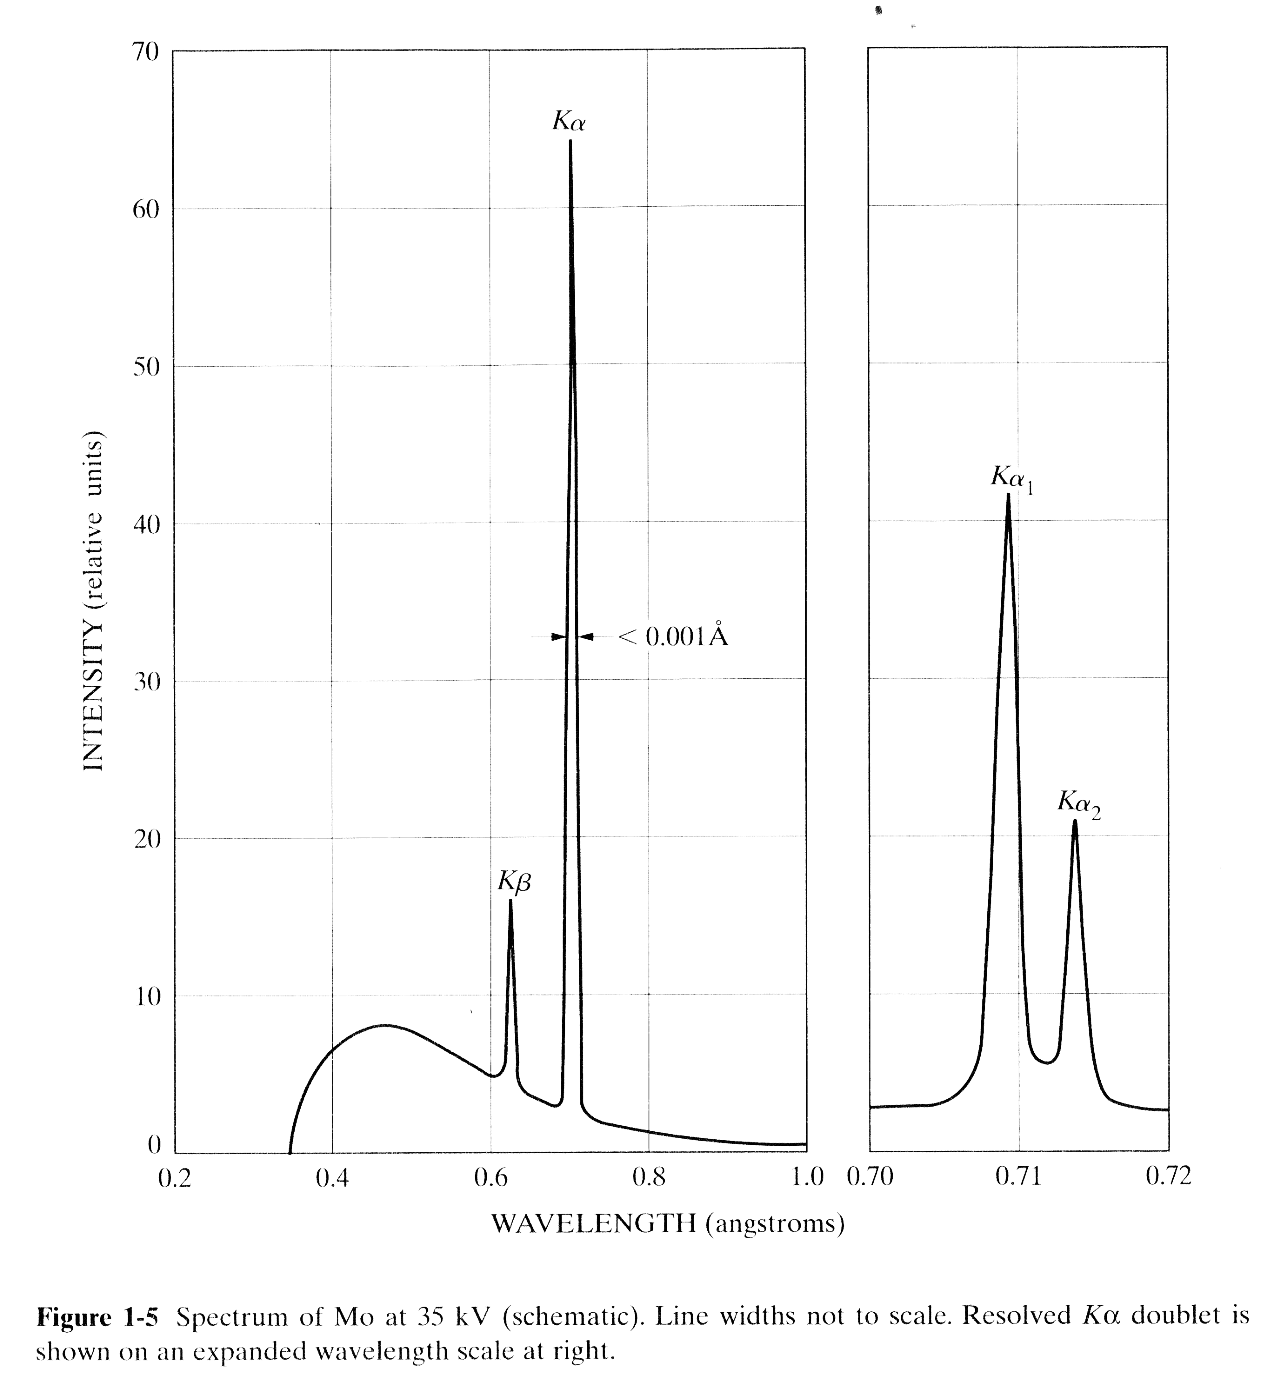 70
60
50
40
30
20
10
0
INTENSITY (relative units)
Kα
< 0.001Å
Kβ
0.2 0.4 0.6 0.8 1.0
Kα1
Kα2
0.70 0.71 0.72
WAVELENGTH (angstroms)
Figure 1-5 Spectrum of Mo at 35 kV (schematic). Line widths not to scale. Resolved Kα doublet is
shown on an expanded wavelength scale at right.